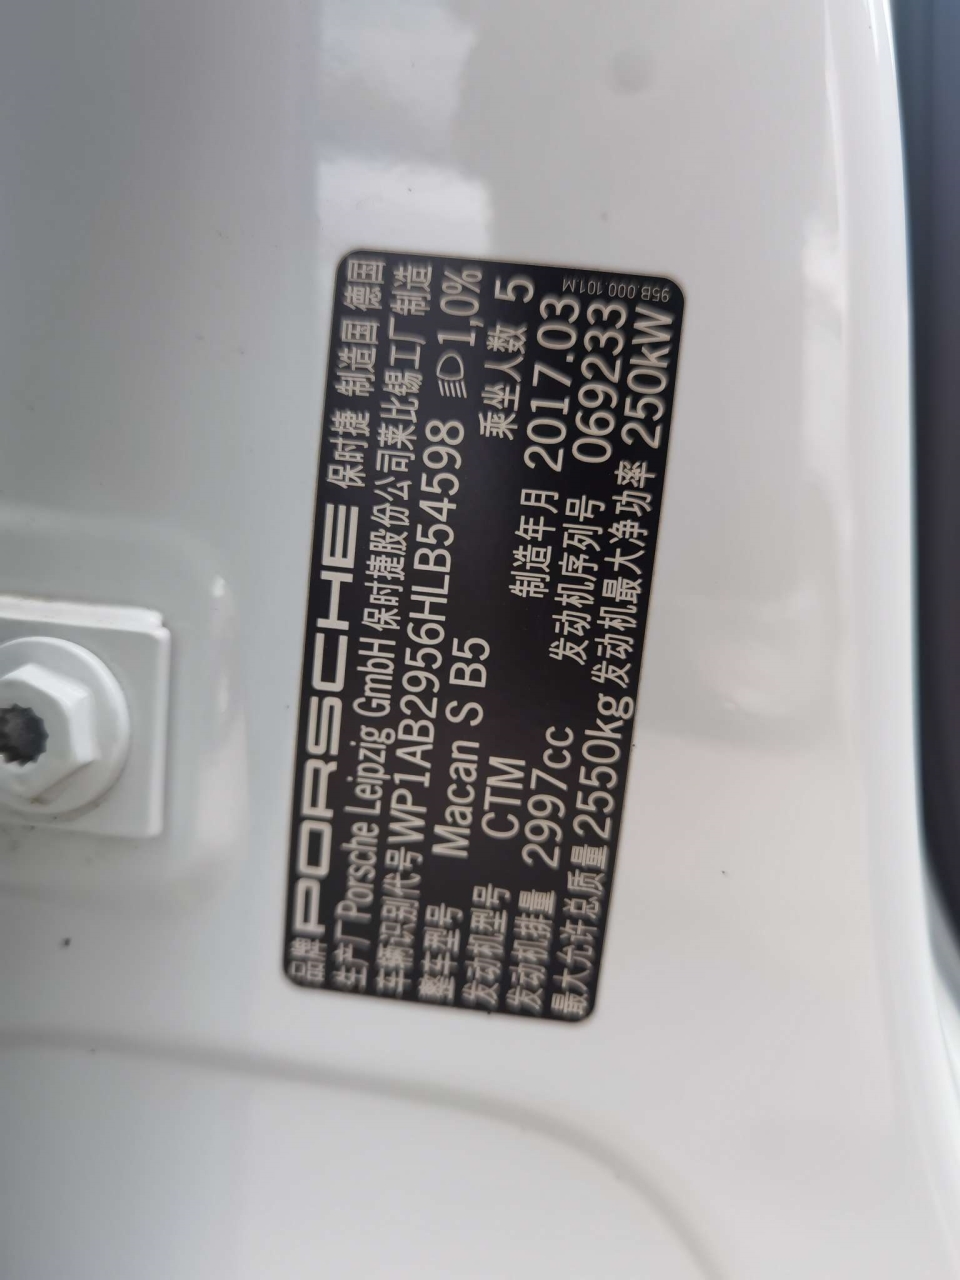 品牌 PORSCHE 保时捷 制造国 德国
生产厂 Porsche Leipzig GmbH 保时捷股份公司莱比锡工厂制造
车辆识别代号 WP1AB2956HLB54598 1,0%
整车型号 Macan S B5 乘坐人数 5
发动机型号 CTM 制造年月 2017.03
发动机排量 2997cc 发动机序列号 069233
最大允许总质量 2550kg 发动机最大净功率 250kW
95B.000.101.M